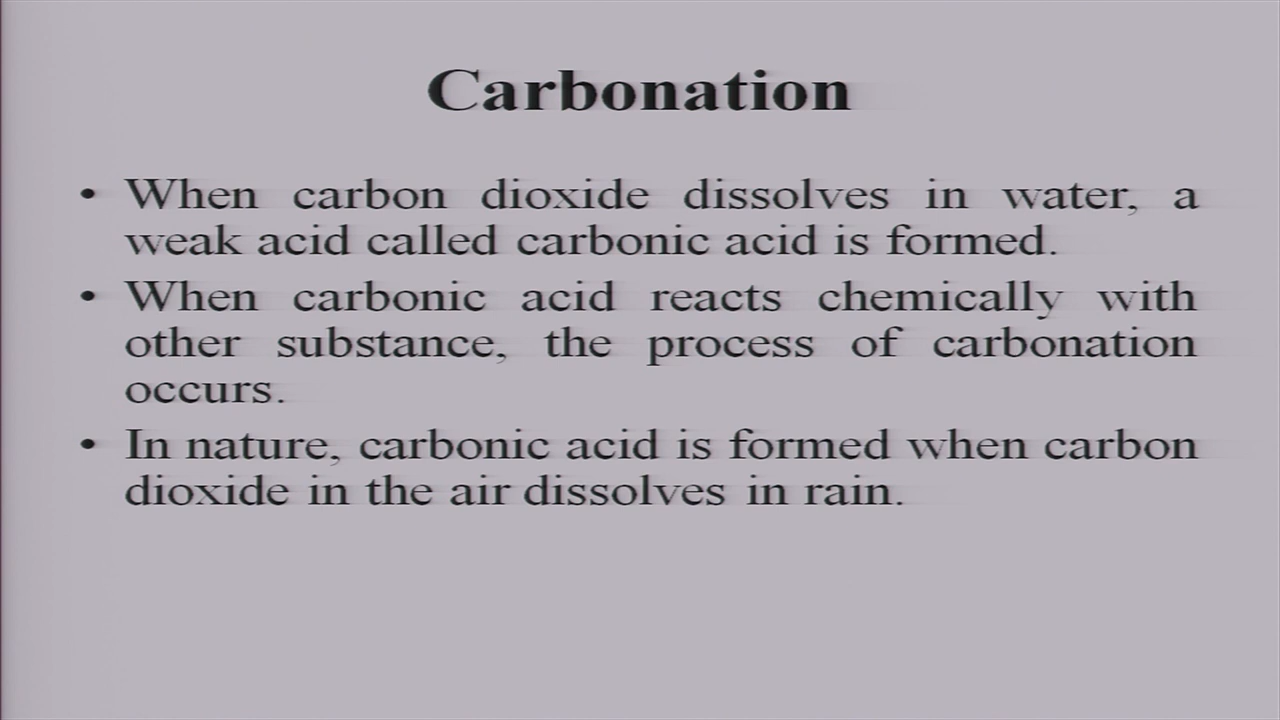 Carbonation
• When carbon dioxide dissolves in water, a
weak acid called carbonic acid is formed.
• When carbonic acid reacts chemically with
other substance, the process of carbonation
occurs.
• In nature, carbonic acid is formed when carbon
dioxide in the air dissolves in rain.